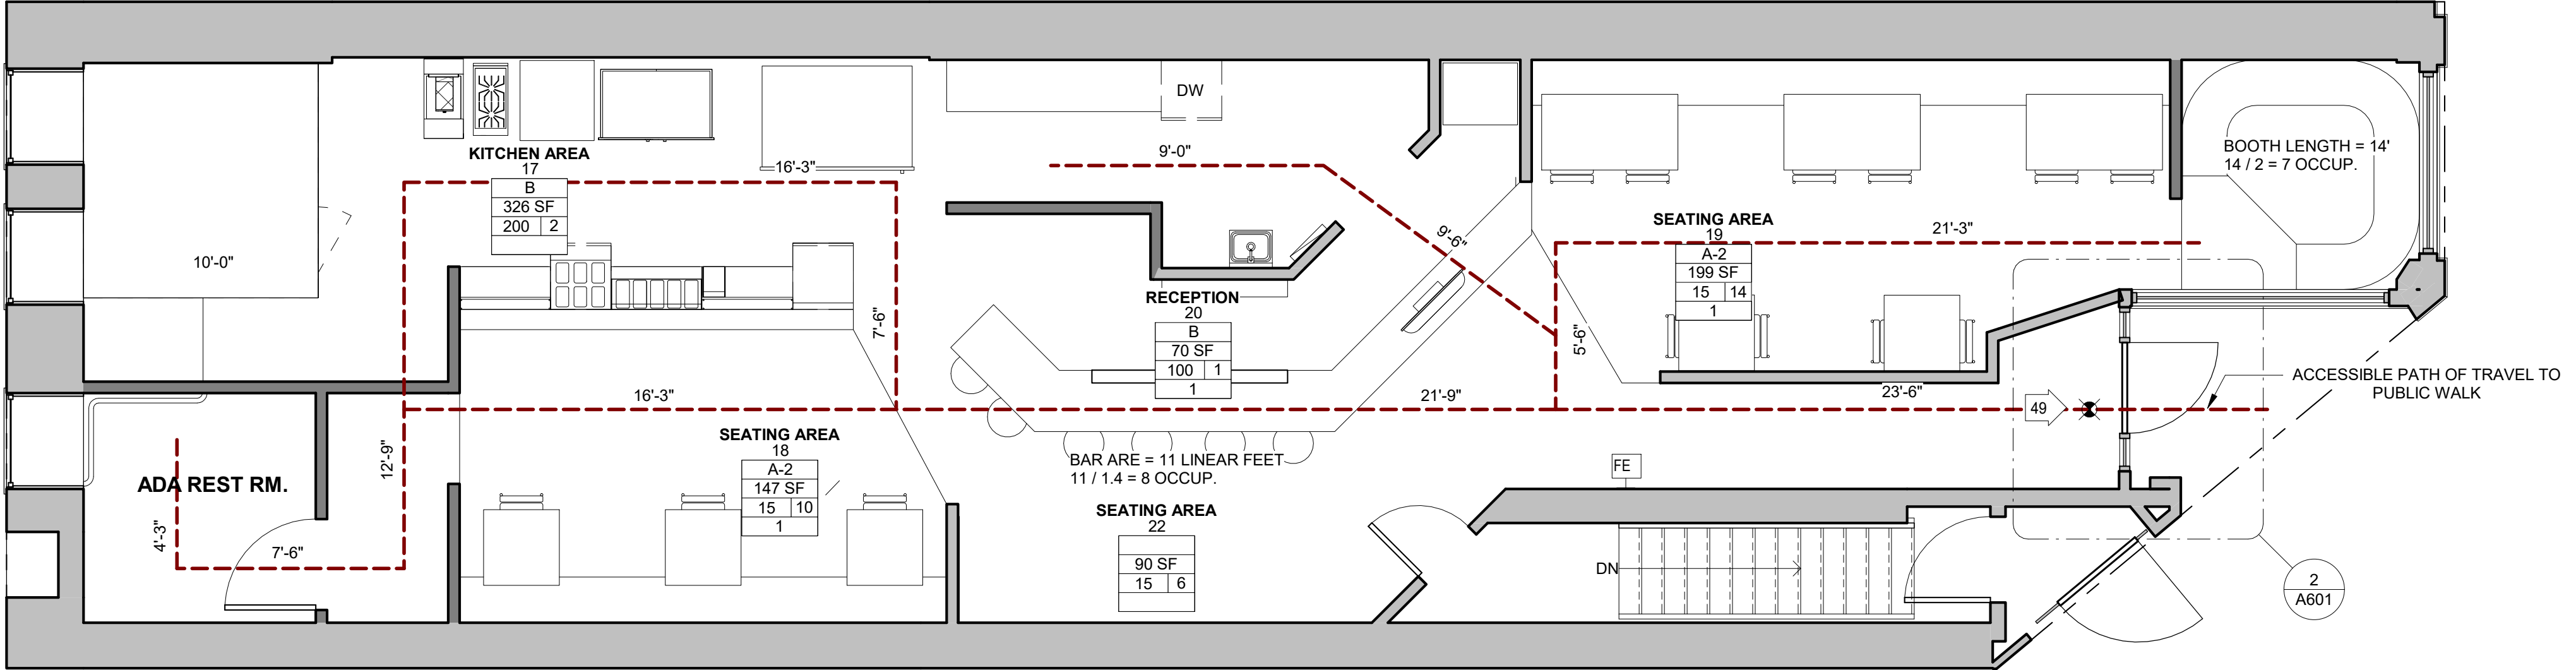 KITCHEN AREA
17
B
326 SF
200 2
16'-3"
10'-0"
DW
9'-0"
9'-6"
RECEPTION
20
B
70 SF
100 1
1
SEATING AREA
19
A-2
199 SF
15 14
1
21'-3"
BOOTH LENGTH = 14'
14 / 2 = 7 OCCUP.
7'-6"
5'-6"
16'-3"
21'-9"
23'-6"
49
ACCESSIBLE PATH OF TRAVEL TO
PUBLIC WALK
12'-9"
ADA REST RM.
4'-3"
7'-6"
SEATING AREA
18
A-2
147 SF
15 10
1
BAR ARE = 11 LINEAR FEET
11 / 1.4 = 8 OCCUP.
SEATING AREA
22
90 SF
15 6
FE
DN
2
A601